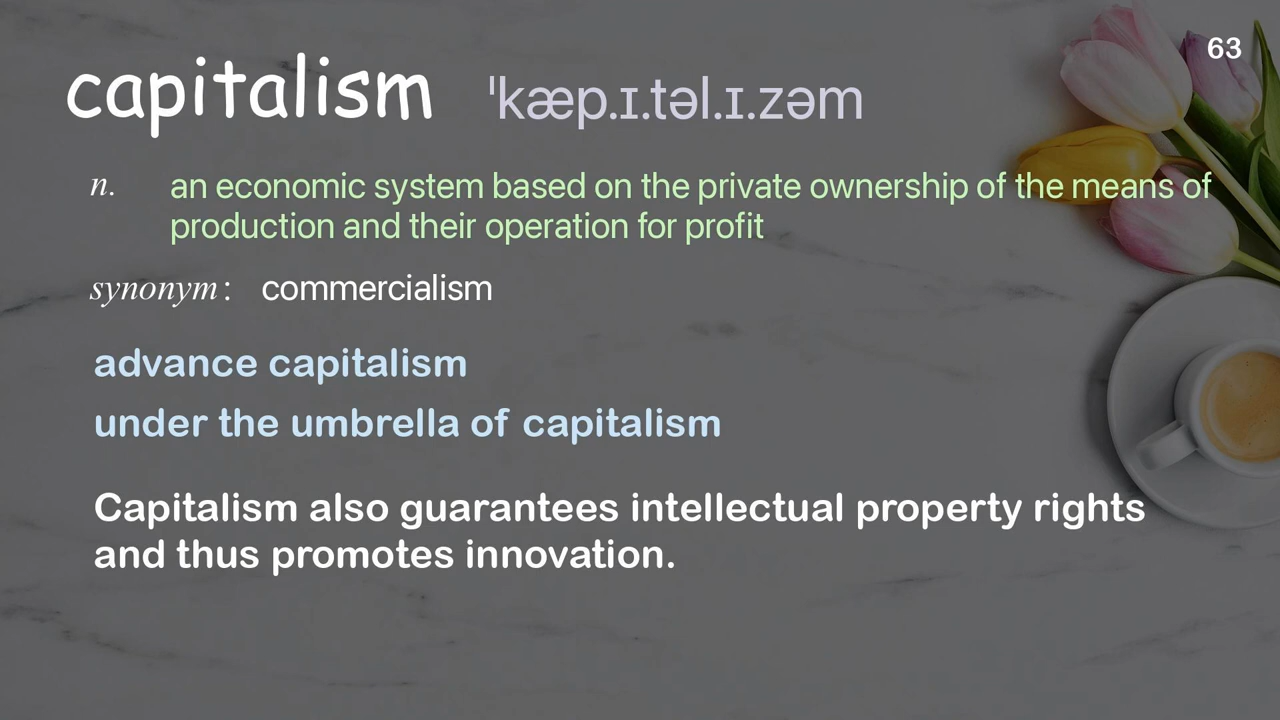 63
capitalism ˈkæp.ɪ.təl.ɪ.zəm
n. an economic system based on the private ownership of the means of
production and their operation for profit
synonym: commercialism
advance capitalism
under the umbrella of capitalism
Capitalism also guarantees intellectual property rights
and thus promotes innovation.